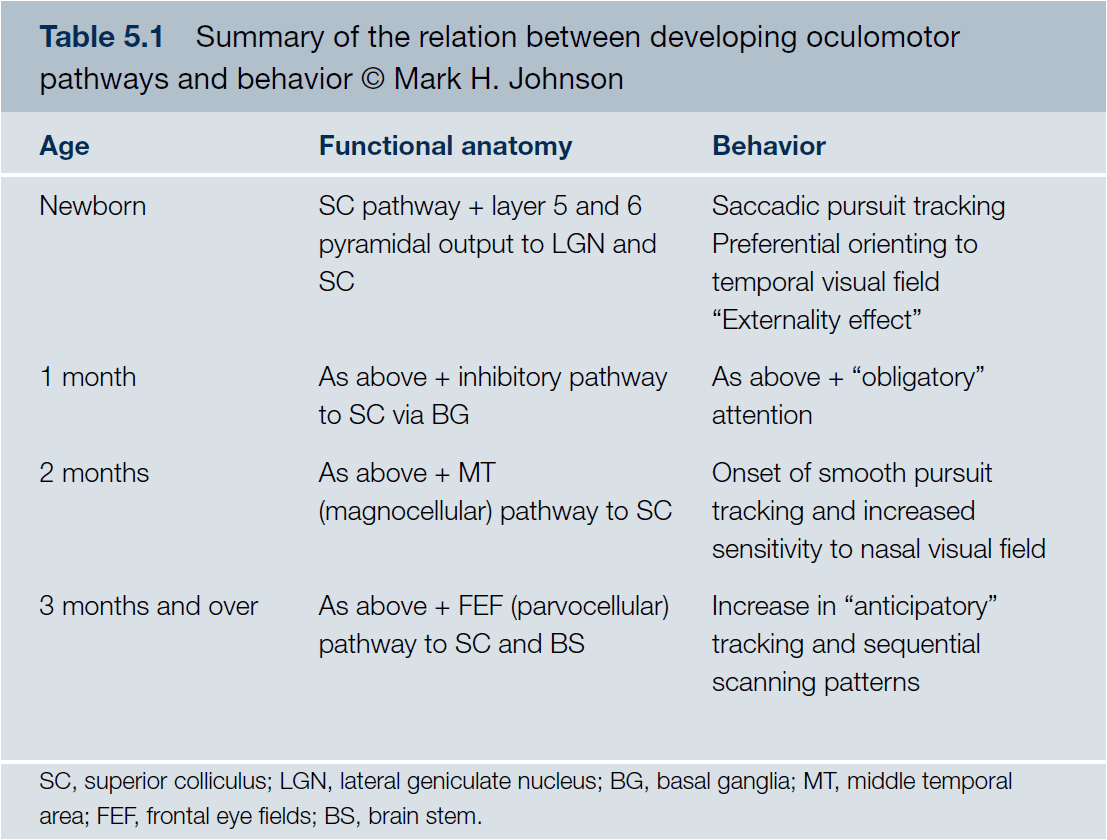 Table 5.1 Summary of the relation between developing oculomotor
pathways and behavior © Mark H. Johnson
Age Functional anatomy Behavior
Newborn SC pathway + layer 5 and 6 Saccadic pursuit tracking
pyramidal output to LGN and Preferential orienting to
SC temporal visual field
“Externality effect”
1 month As above + inhibitory pathway As above + “obligatory”
to SC via BG attention
2 months As above + MT Onset of smooth pursuit
(magnocellular) pathway to SC tracking and increased
sensitivity to nasal visual field
3 months and over As above + FEF (parvocellular) Increase in “anticipatory”
pathway to SC and BS tracking and sequential
scanning patterns
SC, superior colliculus; LGN, lateral geniculate nucleus; BG, basal ganglia; MT, middle temporal
area; FEF, frontal eye fields; BS, brain stem.